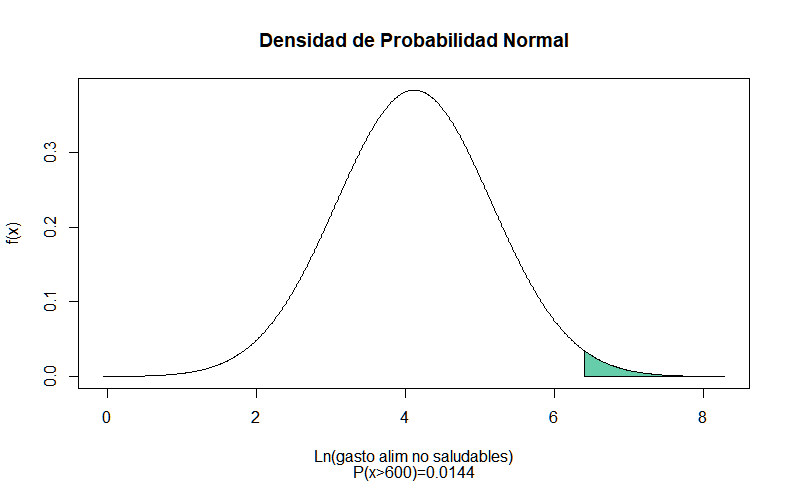 Densidad de Probabilidad Normal
f(x)
0.3
0.2
0.1
0.0
0 2 4 6 8
Ln(gasto alim no saludables)
P(x>600)=0.0144